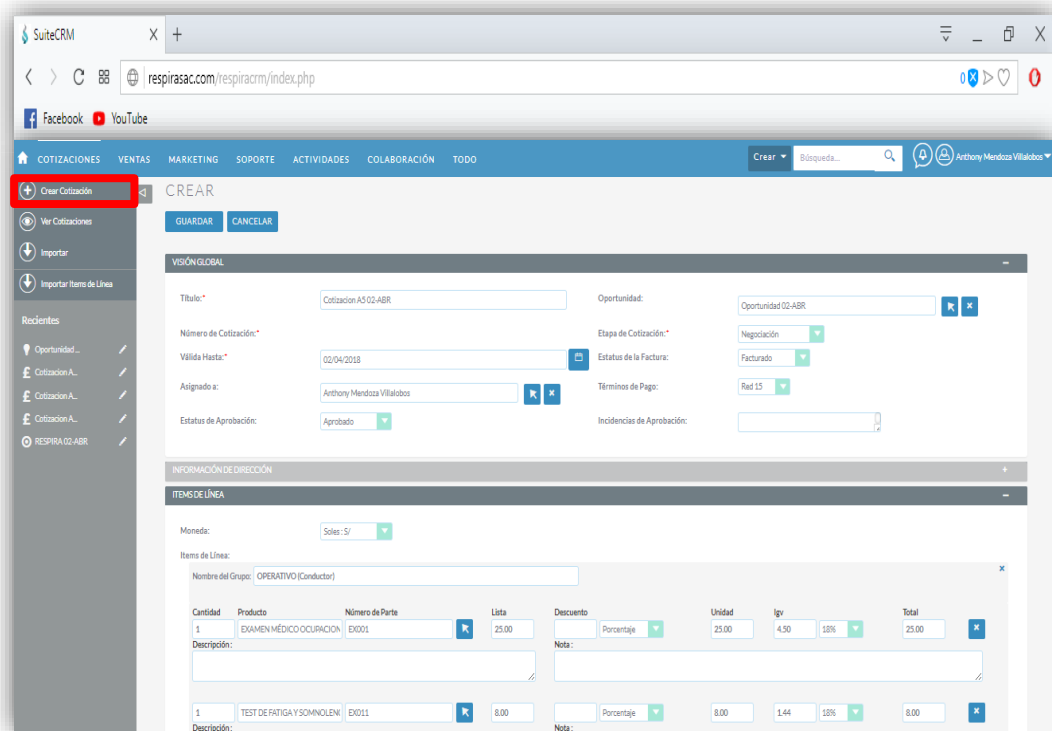 SuiteCRM
respirasac.com/respiracrm/index.php
0
Facebook YouTube
COTIZACIONES VENTAS MARKETING SOPORTE ACTIVIDADES COLABORACIÓN TODO Crear Búsqueda... Anthony Mendoza Villalobos
Crear Cotización
Ver Cotizaciones
Importar
Importar Items de Línea
Recientes
Oportunidad ...
Cotizacion A...
Cotizacion A...
Cotizacion A...
RESPIRA 02-ABR
CREAR
GUARDAR CANCELAR
VISIÓN GLOBAL
Título:* Cotizacion A5 02-ABR Oportunidad: Oportunidad 02-ABR
Número de Cotización:* Etapa de Cotización:* Negociación
Válida Hasta:* 02/04/2018 Estatus de la Factura: Facturado
Asignado a: Anthony Mendoza Villalobos Términos de Pago: Red 15
Estatus de Aprobación: Aprobado Incidencias de Aprobación:
INFORMACIÓN DE DIRECCIÓN
ITEMS DE LÍNEA
Moneda: Soles : S/
Items de Línea:
Nombre del Grupo: OPERATIVO (Conductor)
Cantidad Producto Número de Parte Lista Descuento Unidad Igv Total
1 EXAMEN MÉDICO OCUPACION EX001 25.00 Porcentaje 25.00 4.50 18% 25.00
Descripción : Nota :
1 TEST DE FATIGA Y SOMNOLENC EX011 8.00 Porcentaje 8.00 1.44 18% 8.00
Descripción : Nota :